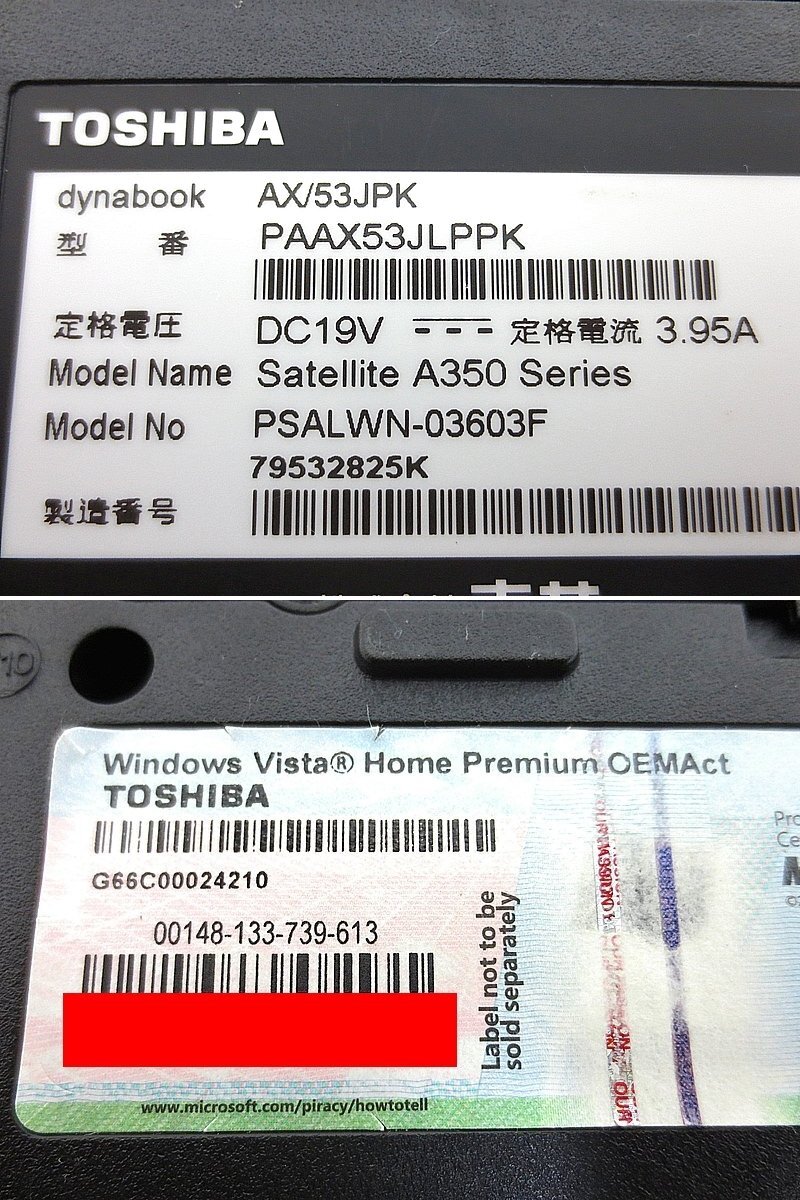 TOSHIBA
dynabook AX/53JPK
型 番 PAAX53JLPPK
定格電圧 DC19V 定格電流 3.95A
Model Name Satellite A350 Series
Model No PSALWN-03603F
79532825K
製造番号
10
Windows Vista® Home Premium OEMAct
TOSHIBA
G66C00024210
00148-133-739-613
Label not to be
sold separately
www.microsoft.com/piracy/howtotell